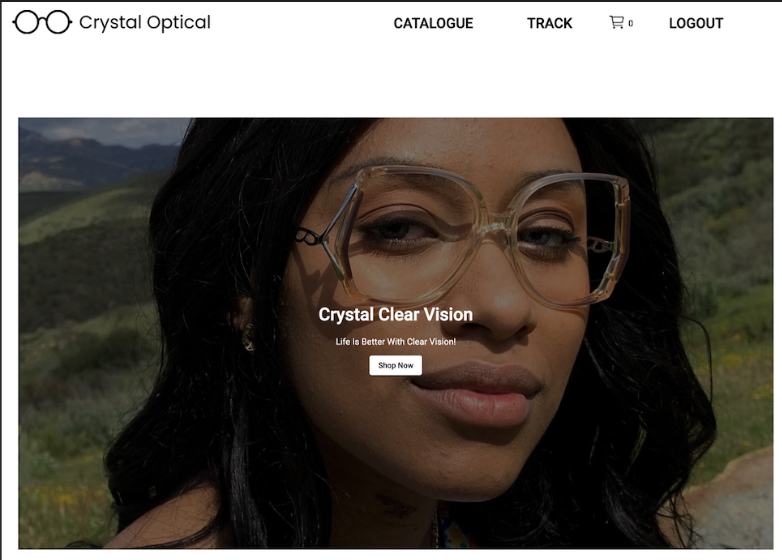 Crystal Optical
CATALOGUE TRACK 0 LOGOUT
Crystal Clear Vision
Life is Better With Clear Vision!
Shop Now